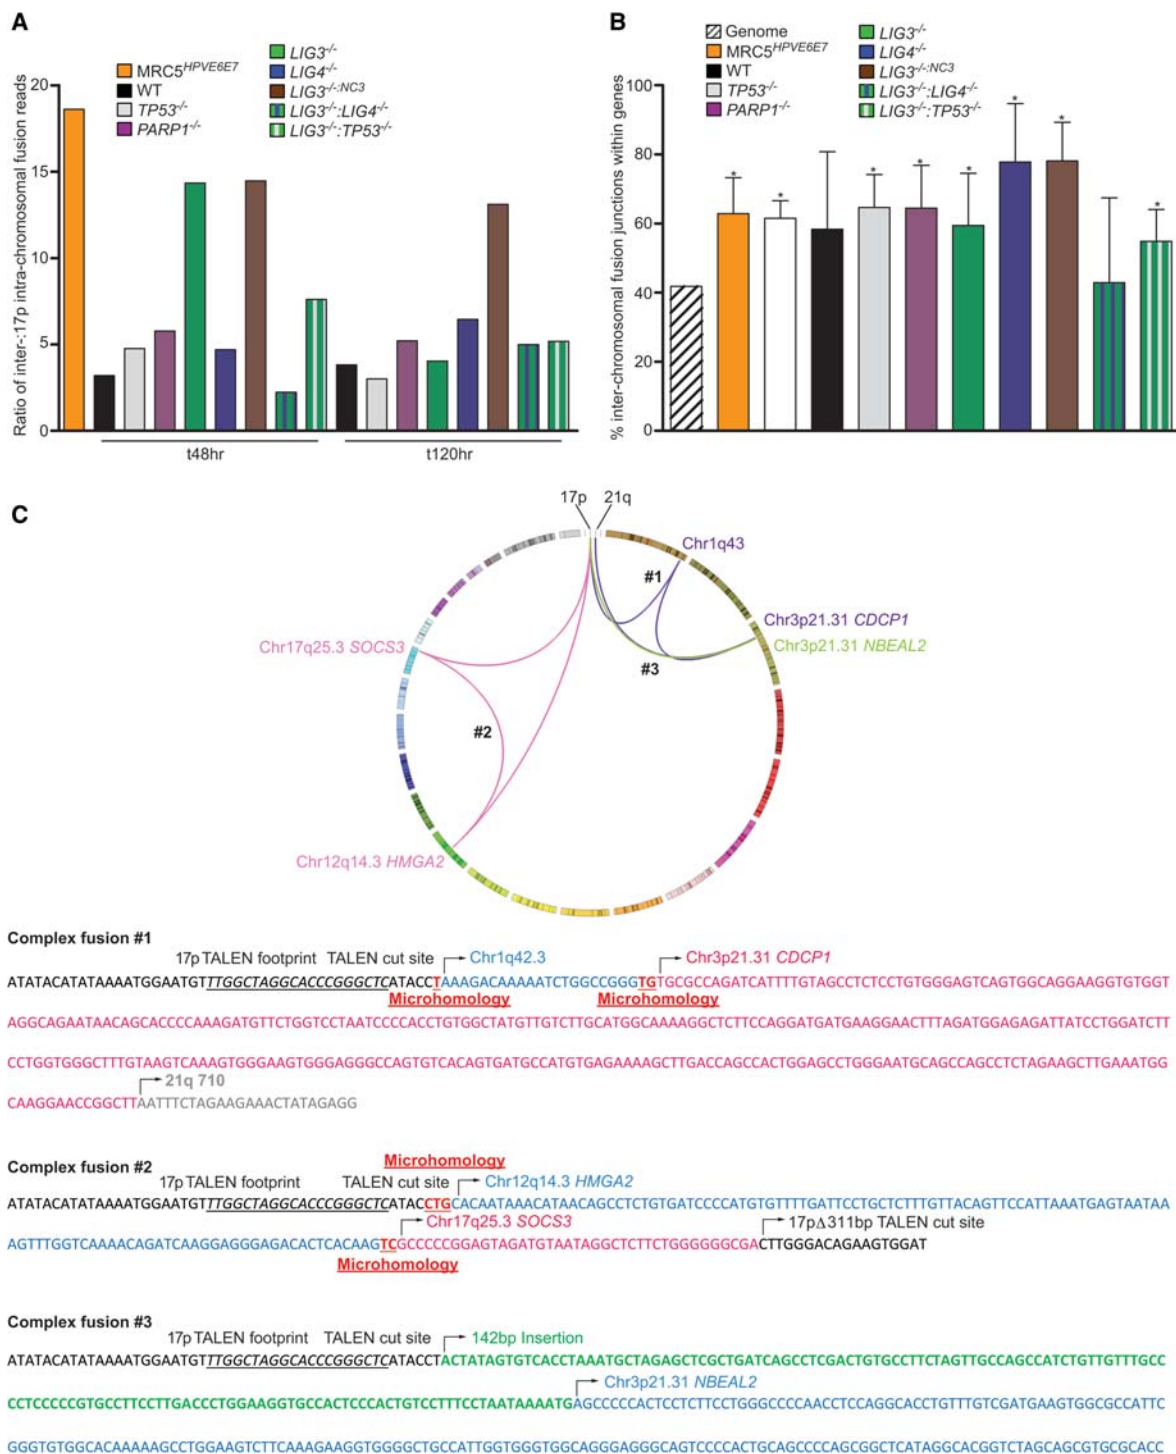 A
B
Ratio of inter-:17p intra-chromosomal fusion reads
20
15
10
5
0
MRC5HPVE6E7
WT
TP53-/-
PARP1-/-
LIG3-/-
LIG4-/-
LIG3-/-:NC3
LIG3-/-:LIG4-/-
LIG3-/-:TP53-/-
t48hr
t120hr
% inter-chromosomal fusion junctions within genes
100
80
60
40
20
0
Genome
MRC5HPVE6E7
WT
TP53-/-
PARP1-/-
LIG3-/-
LIG4-/-
LIG3-/-:NC3
LIG3-/-:LIG4-/-
LIG3-/-:TP53-/-
* * * * * * * *
C
17p 21q
Chr1q43
#1
Chr3p21.31 CDCP1
Chr3p21.31 NBEAL2
#3
Chr17q25.3 SOCS3
#2
Chr12q14.3 HMGA2
Complex fusion #1
17p TALEN footprint TALEN cut site Chr1q42.3 Chr3p21.31 CDCP1
ATATACATATAAAATGGAATGTTTGGCTAGGCACCCGGGCTCATACCTAAAGACAAAAATCTGGCCGGGTGTGCGCCAGATCATTTTGTAGCCTCTCCTGTGGGAGTCAGTGGCAGGAAGGTGTGGT
Microhomology Microhomology
AGGCAGAATAACAGCACCCCAAAGATGTTCTGGTCCTAATCCCCACCTGTGGCTATGTTGTCTTGCATGGCAAAAGGCTCTTCCAGGATGATGAAGGAACTTTAGATGGAGAGATTATCCTGGATCTT
CCTGGTGGGCTTTGTAAGTCAAAGTGGGAAGTGGGAGGGCCAGTGTCACAGTGATGCCATGTGAGAAAAGCTTGACCAGCCACTGGAGCCTGGGAATGCAGCCAGCCTCTAGAAGCTTGAAATGG
21q 710
CAAGGAACCGGCTTAATTTCTAGAAGAAACTATAGAGG
Microhomology
Complex fusion #2
17p TALEN footprint TALEN cut site Chr12q14.3 HMGA2
ATATACATATAAAATGGAATGTTTGGCTAGGCACCCGGGCTCATACCTGCACAATAAACATAACAGCCTCTGTGATCCCCATGTGTTTTGATTCCTGCTCTTTGTTACAGTTCCATTAAATGAGTAATAA
Chr17q25.3 SOCS3 17pΔ311bp TALEN cut site
AGTTTGGTCAAAACAGATCAAGGAGGGAGACACTCACAAGTCGCCCCCGGAGTAGATGTAATAGGCTCTTCTGGGGGGCGACTTGGGACAGAAGTGGAT
Microhomology
Complex fusion #3
17p TALEN footprint TALEN cut site 142bp Insertion
ATATACATATAAAATGGAATGTTTGGCTAGGCACCCGGGCTCATACCTACTATAGTGTCACCTAAATGCTAGAGCTCGCTGATCAGCCTCGACTGTGCCTTCTAGTTGCCAGCCATCTGTTGTTTGCC
Chr3p21.31 NBEAL2
CCTCCCCCGTGCCTTCCTTGACCCTGGAAGGTGCCACTCCCACTGTCCTTTCCTAATAAAATGAGCCCCCACTCCTCTTCCTGGGCCCCAACCTCCAGGCACCTGTTTGTCGATGAAGTGGCGCCATTC
GGGTGTGGCACAAAAAGCCTGGAAGTCTTCAAAGAAGGTGGGGCTGCCATTGGTGGGTGGCAGGGAGGGCAGTCCCCACTGCAGCCCCAGCGGCTCATAGGCACGGTCTAGCAGCGTGCGCACC